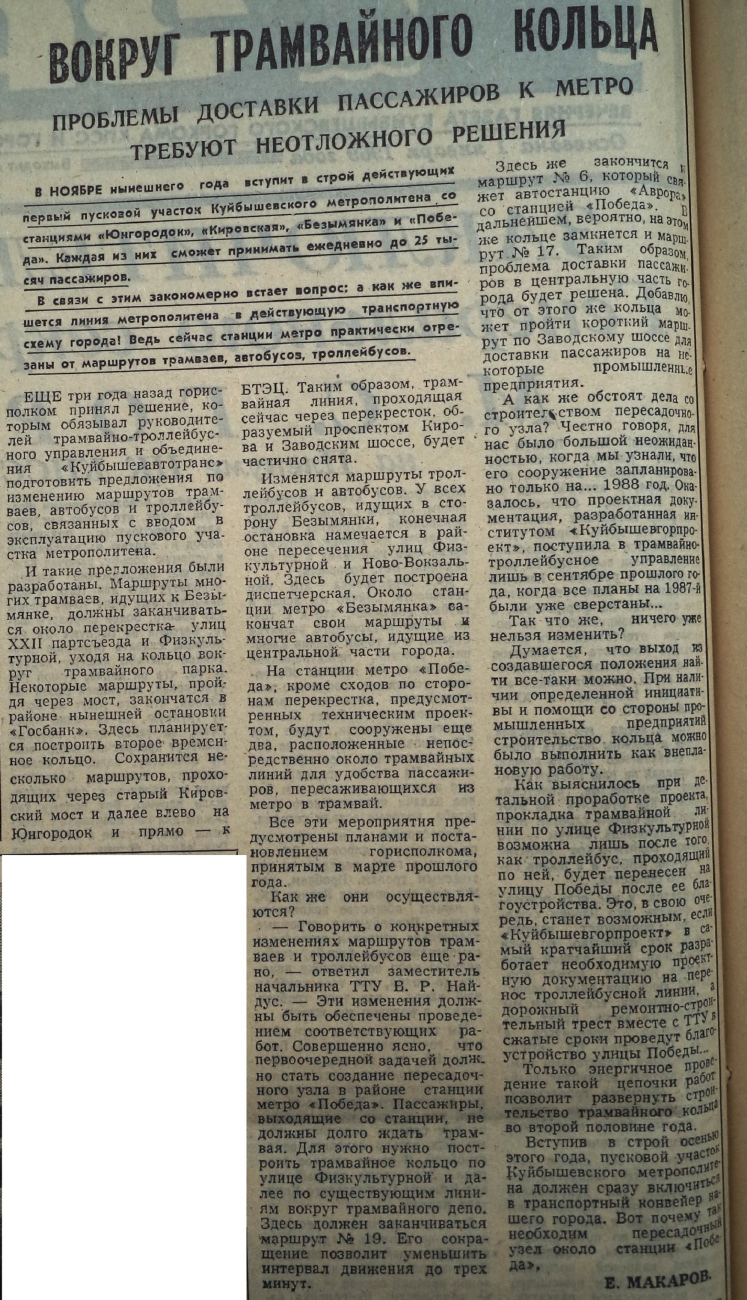 ВОКРУГ ТРАМВАЙНОГО КОЛЬЦА
ПРОБЛЕМЫ ДОСТАВКИ ПАССАЖИРОВ К МЕТРО
ТРЕБУЮТ НЕОТЛОЖНОГО РЕШЕНИЯ
В НОЯБРЕ нынешнего года вступит в строй действующих
первый пусковой участок Куйбышевского метрополитена со
станциями «Юнгородок», «Кировская», «Безымянка» и «Побе-
да». Каждая из них сможет принимать ежедневно до 25 ты-
сяч пассажиров.
В связи с этим закономерно встает вопрос: а как же впи-
шется линия метрополитена в действующую транспортную
схему города! Ведь сейчас станции метро практически отре-
заны от маршрутов трамваев, автобусов, троллейбусов.
ЕЩЕ три года назад горис-
полком принял решение, ко-
торым обязывал руководите-
лей трамвайно-троллейбус-
ного управления и объедине-
ния «Куйбышевавтотранс»
подготовить предложения по
изменению маршрутов трам-
ваев, автобусов и троллейбу-
сов, связанных с вводом в
эксплуатацию пускового уча-
стка метрополитена.
И такие предложения были
разработаны. Маршруты мно-
гих трамваев, идущих к Безы-
мянке, должны заканчивать-
ся около перекрестка улиц
XXII партсъезда и Физкуль-
турной, уходя на кольцо вок-
руг трамвайного парка.
Некоторые маршруты, прой-
дя через мост, закончатся в
районе нынешней остановки
«Госбанк». Здесь планирует-
ся построить второе времен-
ное кольцо. Сохранится не-
сколько маршрутов, прохо-
дящих через старый Киров-
ский мост и далее влево на
Юнгородок и прямо — к
БТЭЦ. Таким образом, трам-
вайная линия, проходящая
сейчас через перекресток, об-
разуемый проспектом Киро-
ва и Заводским шоссе, будет
частично снята.
Изменятся маршруты трол-
лейбусов и автобусов. У всех
троллейбусов, идущих в сто-
рону Безымянки, конечная
остановка намечается в рай-
оне пересечения улиц Физ-
культурной и Ново-Вокзаль-
ной. Здесь будет построена
диспетчерская. Около стан-
ции метро «Безымянка» за-
кончат свои маршруты и
многие автобусы, идущие из
центральной части города.
На станции метро «Побе-
да», кроме сходов по сторо-
нам перекрестка, предусмот-
ренных техническим проек-
том, будут сооружены еще
два, расположенные непос-
редственно около трамвайных
линий для удобства пассажи-
ров, пересаживающихся из
метро в трамвай.
Все эти мероприятия пре-
дусмотрены планами и поста-
новлением горисполкома,
принятым в марте прошлого
года.
Как же они осуществля-
ются?
— Говорить о конкретных
изменениях маршрутов трам-
ваев и троллейбусов еще ра-
но, — ответил заместитель
начальника ТТУ В. Р. Най-
дус. — Эти изменения долж-
ны быть обеспечены проведе-
нием соответствующих ра-
бот. Совершенно ясно, что
первоочередной задачей долж-
но стать создание пересадоч-
ного узла в районе станции
метро «Победа». Пассажиры,
выходящие со станции, не
должны долго ждать трам-
вая. Для этого нужно пост-
роить трамвайное кольцо по
улице Физкультурной и да-
лее по существующим лини-
ям вокруг трамвайного депо.
Здесь должен заканчиваться
маршрут № 19. Его сокра-
щение позволит уменьшить
интервал движения до трех
минут.
Здесь же закончится и
маршрут № 6, который свя-
жет автостанцию «Аврора»
со станцией «Победа». В
дальнейшем, вероятно, на этом
же кольце замкнется и марш-
рут № 17. Таким образом,
проблема доставки пассажи-
ров в центральную часть го-
рода будет решена. Добавлю,
что от этого же кольца мо-
жет пройти короткий марш-
рут по Заводскому шоссе для
доставки пассажиров на не-
которые промышленные
предприятия.
А как же обстоят дела со
строительством пересадочно-
го узла? Честно говоря, для
нас было большой неожидан-
ностью, когда мы узнали, что
его сооружение запланирова-
но только на... 1988 год. Ока-
залось, что проектная доку-
ментация, разработанная ин-
ститутом «Куйбышевгорпро-
ект», поступила в трамвайно-
троллейбусное управление
лишь в сентябре прошлого го-
да, когда все планы на 1987-й
были уже сверстаны...
Так что же, ничего уже
нельзя изменить?
Думается, что выход из
создавшегося положения най-
ти все-таки можно. При нали-
чии определенной инициати-
вы и помощи со стороны про-
мышленных предприятий
строительство кольца можно
было выполнить как внепла-
новую работу.
Как выяснилось при де-
тальной проработке проекта,
прокладка трамвайной ли-
нии по улице Физкультурной
возможна лишь после того,
как троллейбус, проходящий
по ней, будет перенесен на
улицу Победы после ее бла-
гоустройства. Это, в свою оче-
редь, станет возможным, если
«Куйбышевгорпроект» в са-
мый кратчайший срок разра-
ботает необходимую проект-
ную документацию на пере-
нос троллейбусной линии, а
дорожный ремонтно-строи-
тельный трест вместе с ТТУ в
сжатые сроки проведут благо-
устройство улицы Победы...
Только энергичное прове-
дение такой цепочки работ
позволит развернуть строи-
тельство трамвайного кольца
во второй половине года.
Вступив в строй осенью
этого года, пусковой участок
Куйбышевского метрополите-
на должен сразу включиться
в транспортный конвейер на-
шего города. Вот почему так
необходим пересадочный
узел около станции «Побе-
да».
Е. МАКАРОВ.